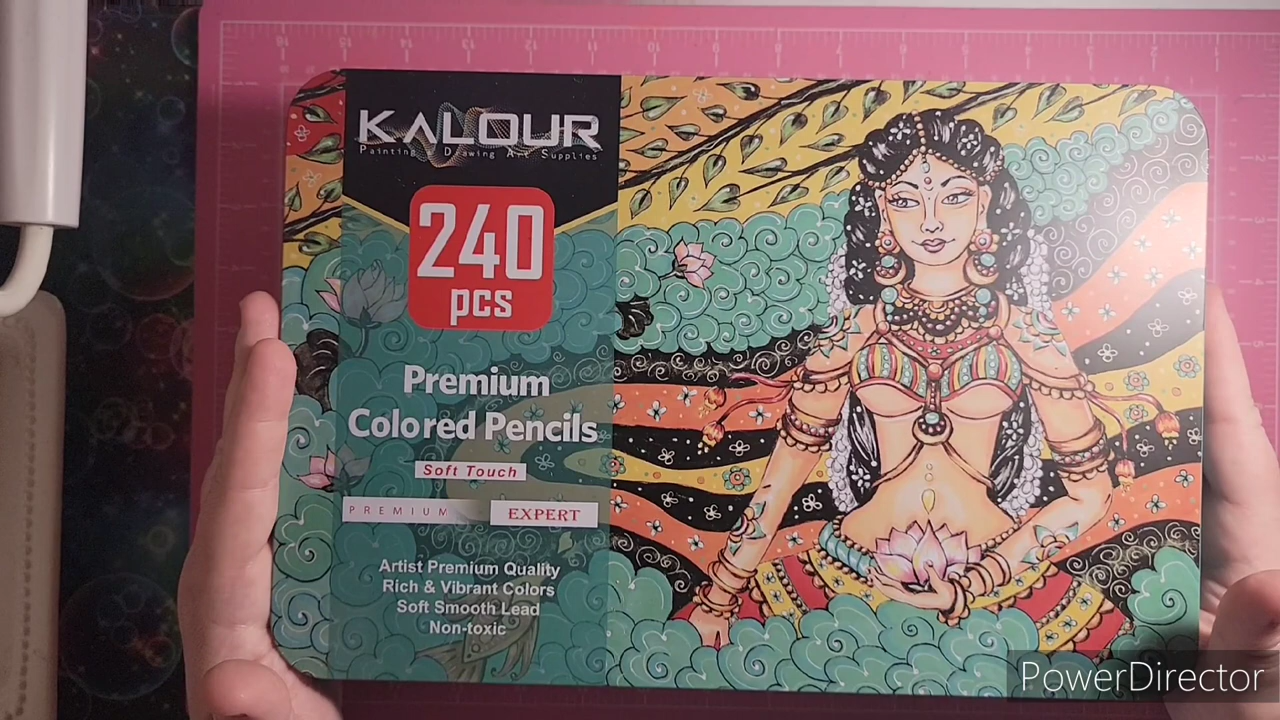 KALOUR
Painting Drawing Art Supplies
240
pcs
Premium
Colored Pencils
Soft Touch
PREMIUM EXPERT
Artist Premium Quality
Rich & Vibrant Colors
Soft Smooth Lead
Non-toxic
PowerDirector